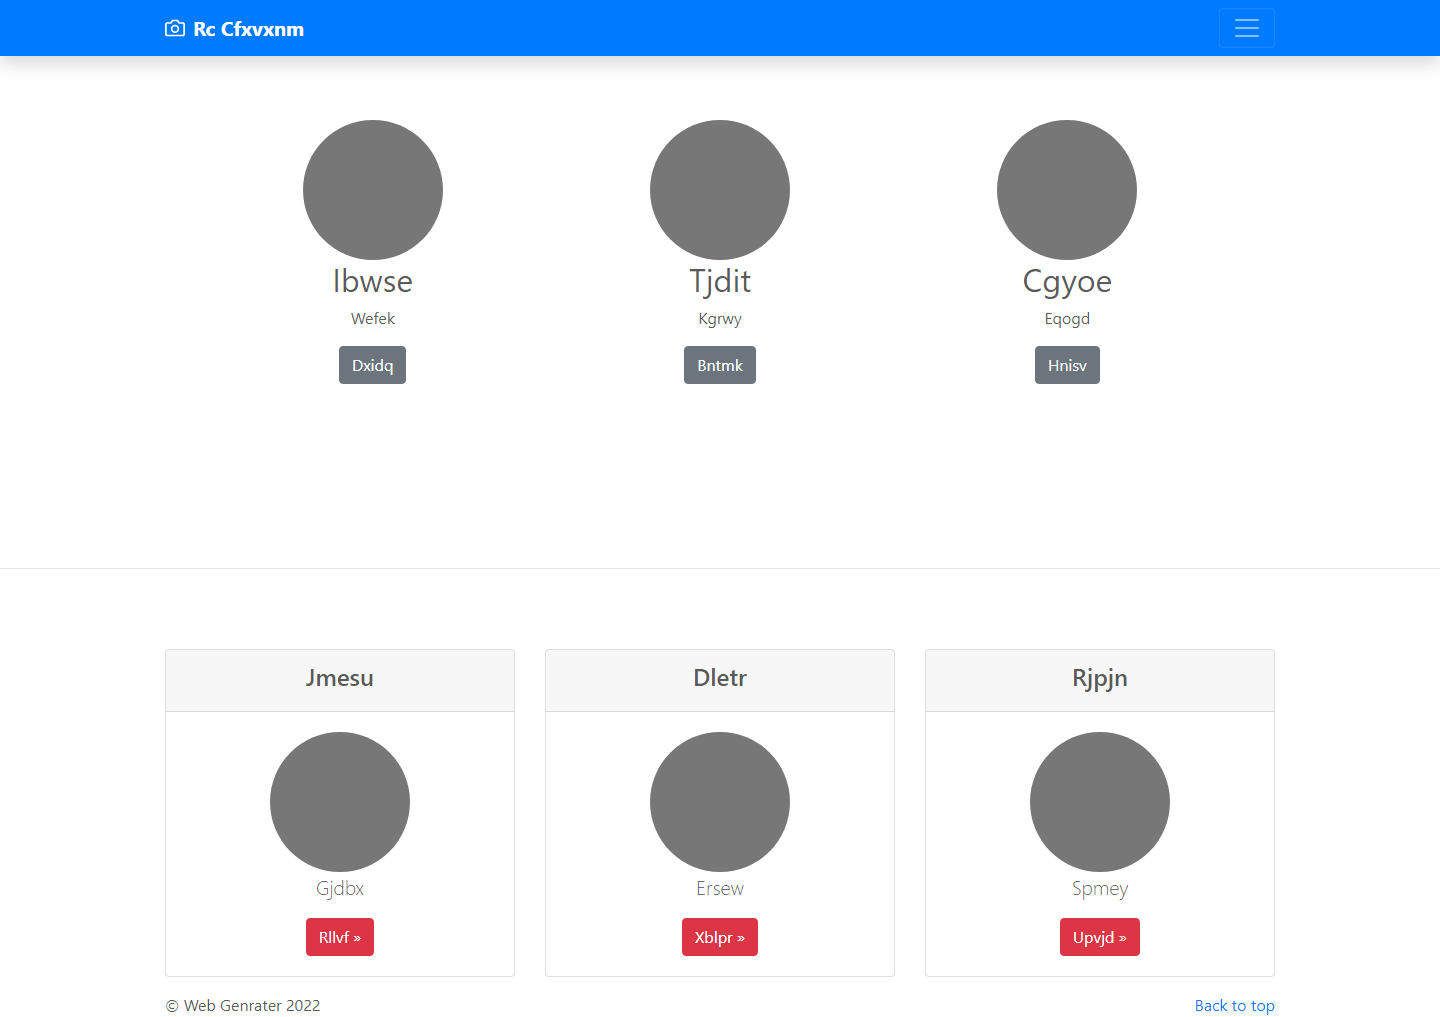 Rc Cfxvxnm
Ibwse
Wefek
Dxidq
Tjdit
Kgrwy
Bntmk
Cgyoe
Eqogd
Hnisv
Jmesu
Gjdbx
Rllvf »
Dletr
Ersew
Xblpr »
Rjpjn
Spmey
Upvjd »
© Web Genrater 2022
Back to top